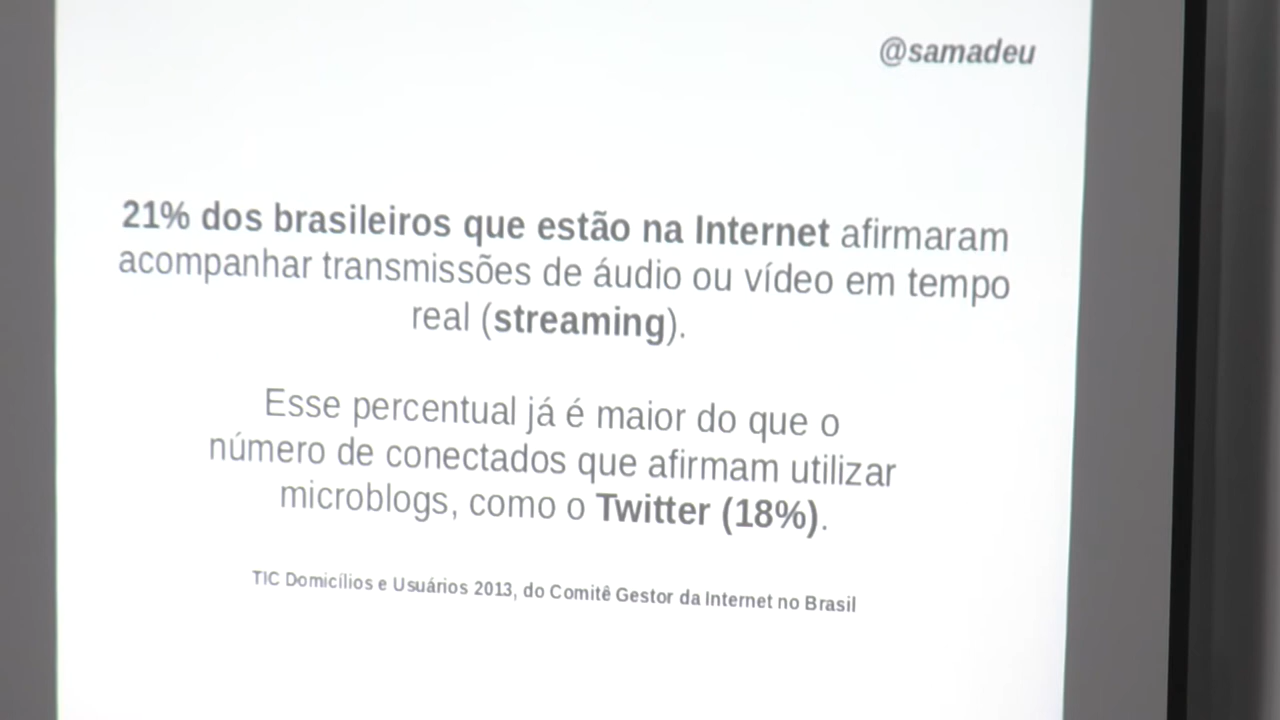 @samadeu
21% dos brasileiros que estão na Internet afirmaram
acompanhar transmissões de áudio ou vídeo em tempo
real (streaming).
Esse percentual já é maior do que o
número de conectados que afirmam utilizar
microblogs, como o Twitter (18%).
TIC Domicílios e Usuários 2013, do Comitê Gestor da Internet no Brasil